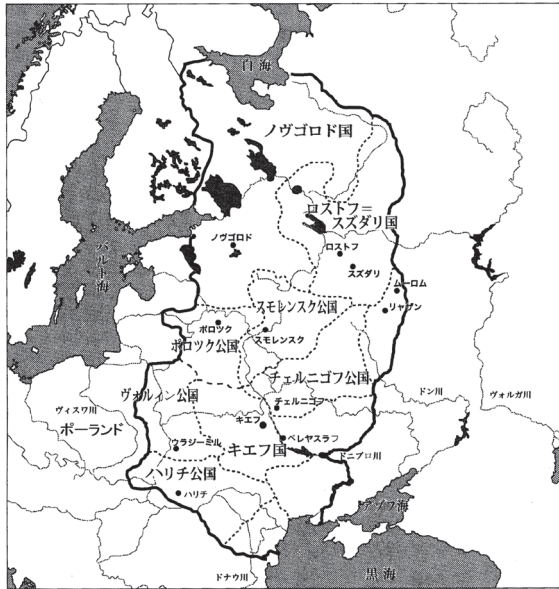 白海
ノヴゴロド国
ロストフ=
スズダリ国
バルト海
ノヴゴロド
ロストフ
スズダリ
ムーロム
リャザン
スモレンスク公国
ポロツク
スモレンスク
ポロツク公国
チェルニゴフ公国
ヴォルィン公国
ドン川
ヴォルガ川
ヴィスワ川
チェルニゴフ
ポーランド
キエフ
ペレヤスラフ
ウラジーミル
キエフ国
ドニプロ川
ハリチ公国
ハリチ
アゾフ海
ドナウ川
黒海